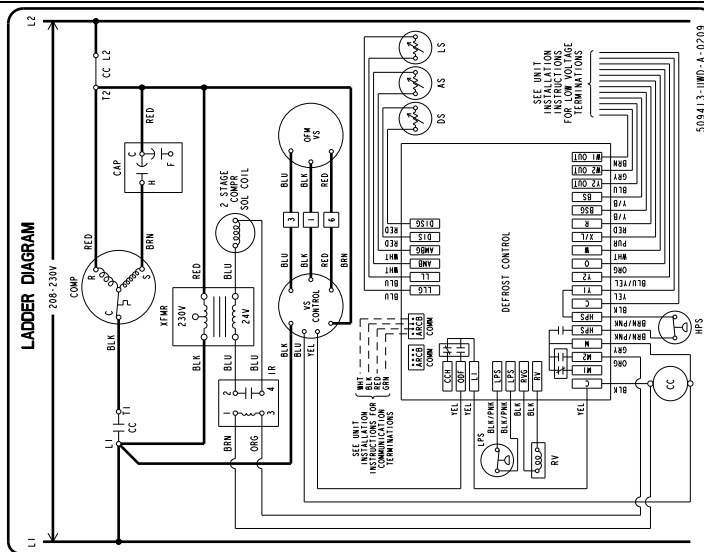 LADDER DIAGRAM
L2
L1
208-230V
CC L2
T2
RED
RED
CAP
C
F
H
COMP
R
S
C
BRN
BLK
T1
CC
L1
OFM
VS
BLU
BLK
RED
3
1
6
BLU
BLK
RED
BRN
VS
CONTROL
BLK
BLU
YEL
2 STAGE
COMPR
SOL COIL
BLU
RED
XFMR
230V
24V
BLK
BLU
BLU
IR
2
4
1
3
BRN
ORG
LS
AS
DS
SEE UNIT
INSTALLATION
INSTRUCTIONS
FOR LOW VOLTAGE
TERMINATIONS
DEFROST CONTROL
RED
RED
WHT
WHT
BLU
BLU
DISG
DIS
AMBG
AMB
LL
LLG
ARCB
COMM
ARCB
COMM
WHT
BLK
RED
GRN
SEE UNIT
INSTALLATION
INSTRUCTIONS FOR
COMMUNICATION
TERMINATIONS
CCH
ODF
L1
LPS
LPS
RVG
RV
YEL
YEL
BLK/PNK
BLK/PNK
BLK
BLK
LPS
RV
W1 OUT
W2 OUT
Y2 OUT
BS
BSG
R
X/L
W
O
Y2
Y1
C
HPS
HPS
M
M2
M1
C
BRN
GRY
BLU
Y/B
Y/B
RED
PUR
WHT
ORG
BLU/YEL
YEL
BLK
BRN/PNK
BRN/PNK
GRY
ORG
BLK
YEL
HPS
CC
509413-UWD-A-0209